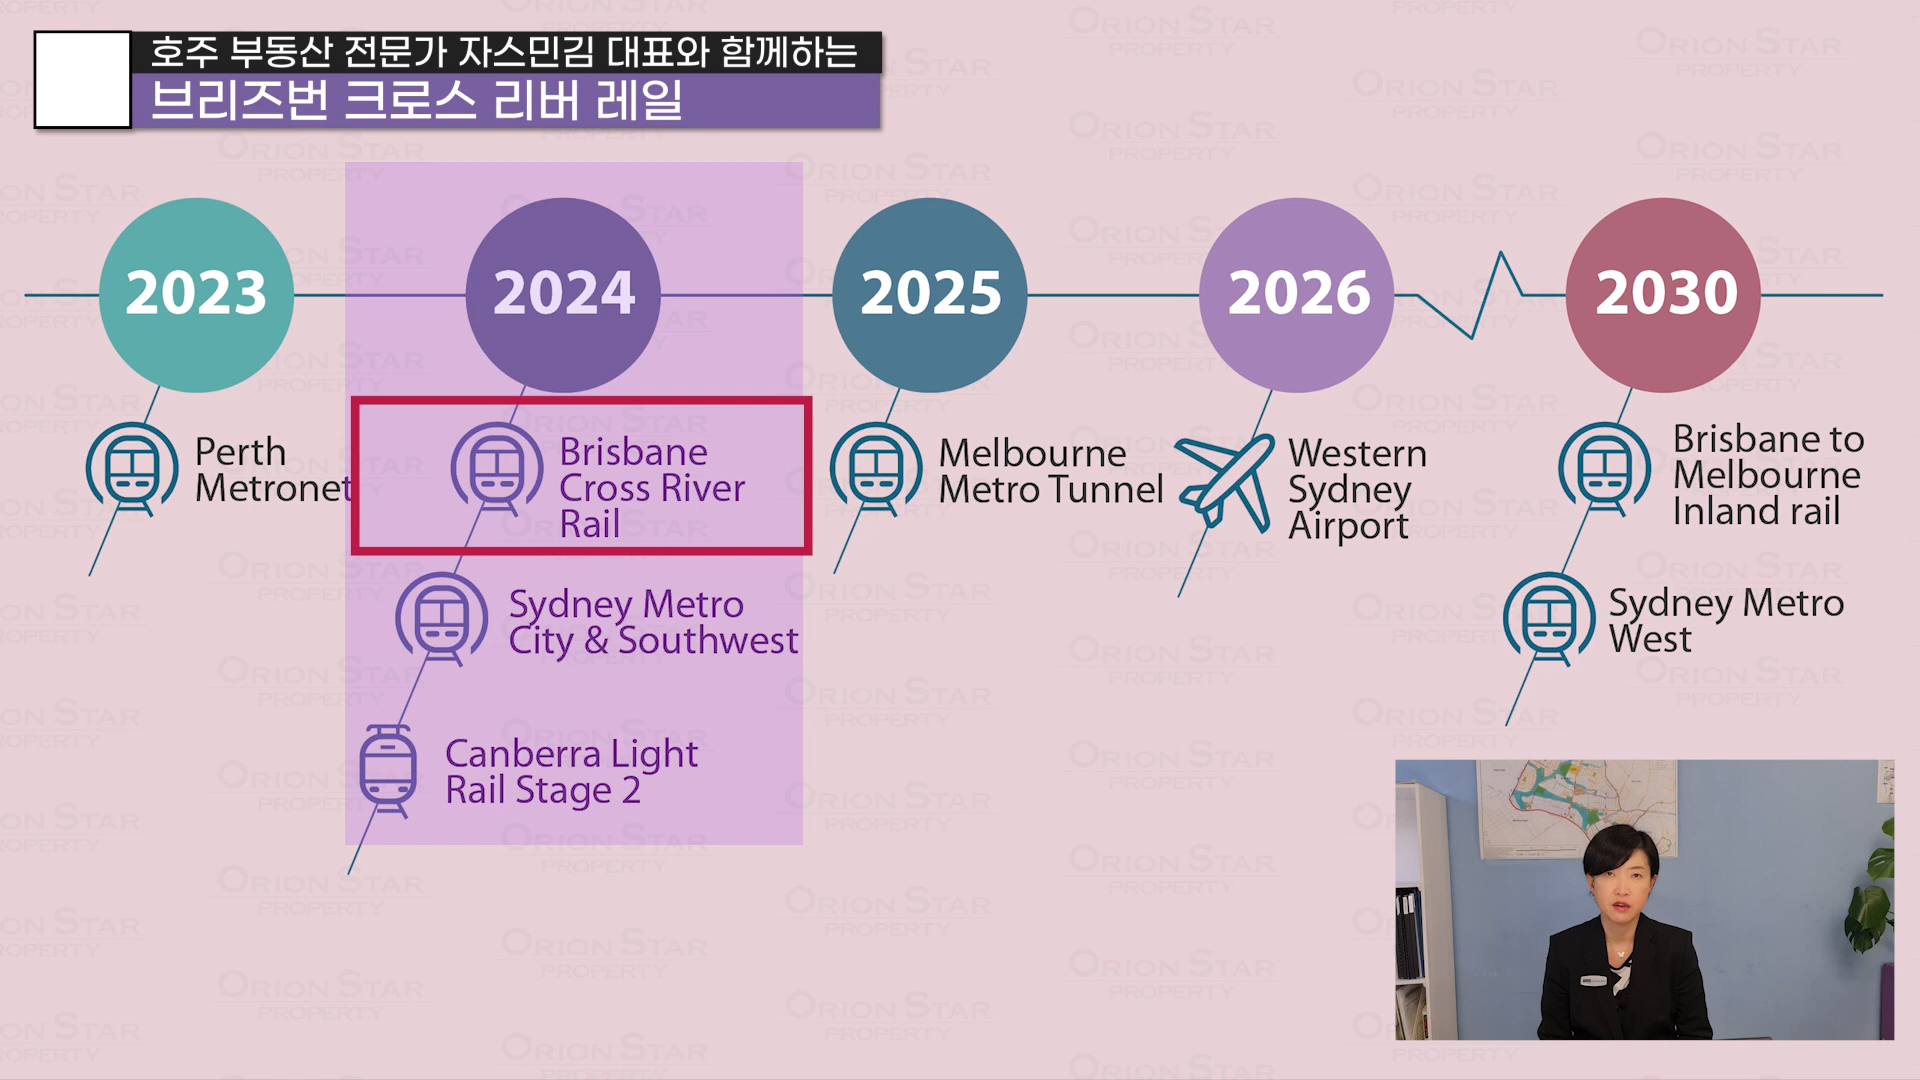 호주 부동산 전문가 자스민김 대표와 함께하는
브리즈번 크로스 리버 레일
2023
2024
2025
2026
2030
Perth
Metronet
Brisbane
Cross River
Rail
Sydney Metro
City & Southwest
Canberra Light
Rail Stage 2
Melbourne
Metro Tunnel
Western
Sydney
Airport
Brisbane to
Melbourne
Inland rail
Sydney Metro
West
ORION STAR
PROPERTY